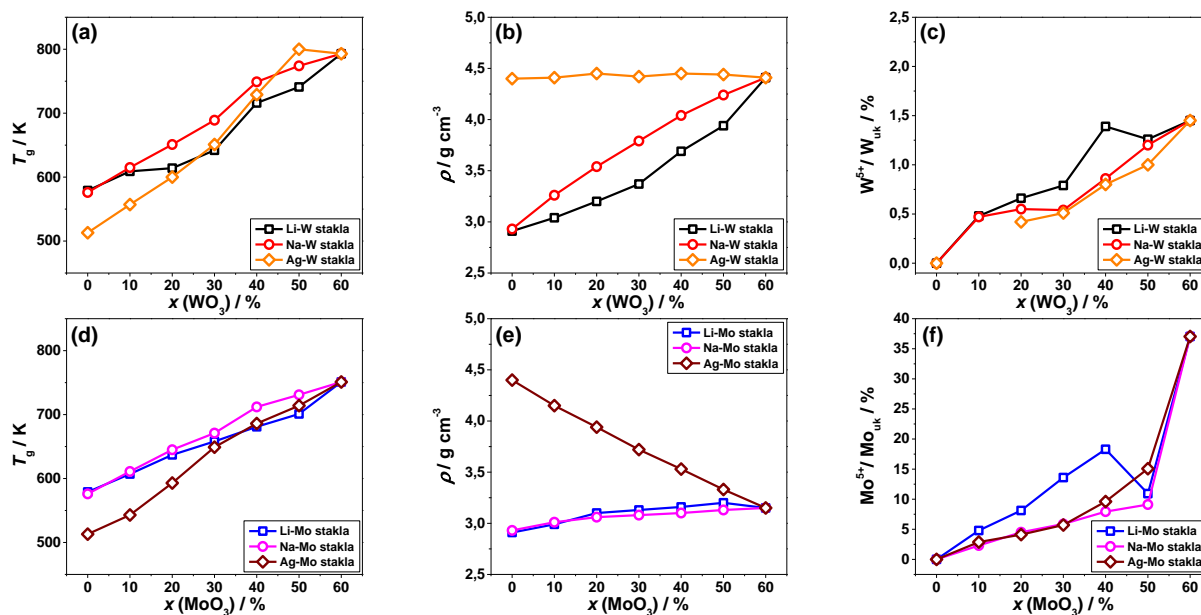 (a)
800
700
600
500
T_g / K
0 10 20 30 40 50 60
x (WO₃) / %
Li-W stakla
Na-W stakla
Ag-W stakla
(b)
5,0
4,5
4,0
3,5
3,0
2,5
ρ / g cm⁻³
0 10 20 30 40 50 60
x (WO₃) / %
Li-W stakla
Na-W stakla
Ag-W stakla
(c)
2,5
2,0
1,5
1,0
0,5
0,0
W⁵⁺/ W_uk / %
0 10 20 30 40 50 60
x (WO₃) / %
Li-W stakla
Na-W stakla
Ag-W stakla
(d)
800
700
600
500
T_g / K
0 10 20 30 40 50 60
x (MoO₃) / %
Li-Mo stakla
Na-Mo stakla
Ag-Mo stakla
(e)
5,0
4,5
4,0
3,5
3,0
2,5
ρ / g cm⁻³
0 10 20 30 40 50 60
x (MoO₃) / %
Li-Mo stakla
Na-Mo stakla
Ag-Mo stakla
(f)
40
35
30
25
20
15
10
5
0
Mo⁵⁺/ Mo_uk / %
0 10 20 30 40 50 60
x (MoO₃) / %
Li-Mo stakla
Na-Mo stakla
Ag-Mo stakla